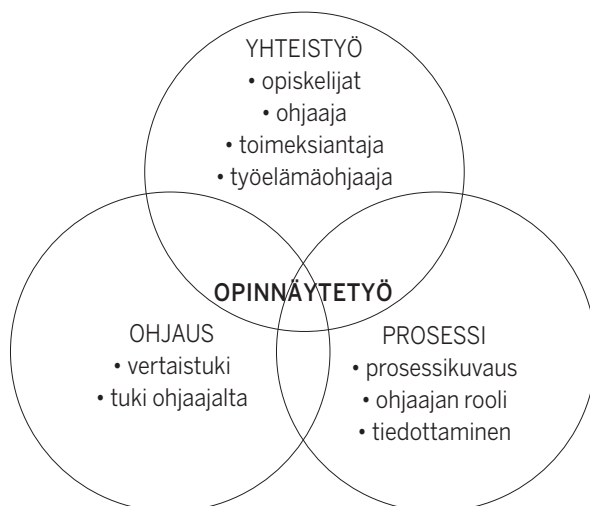 YHTEISTYÖ
• opiskelijat
• ohjaaja
• toimeksiantaja
• työelämäohjaaja
OPINNÄYTETYÖ
OHJAUS
• vertaistuki
• tuki ohjaajalta
PROSESSI
• prosessikuvaus
• ohjaajan rooli
• tiedottaminen